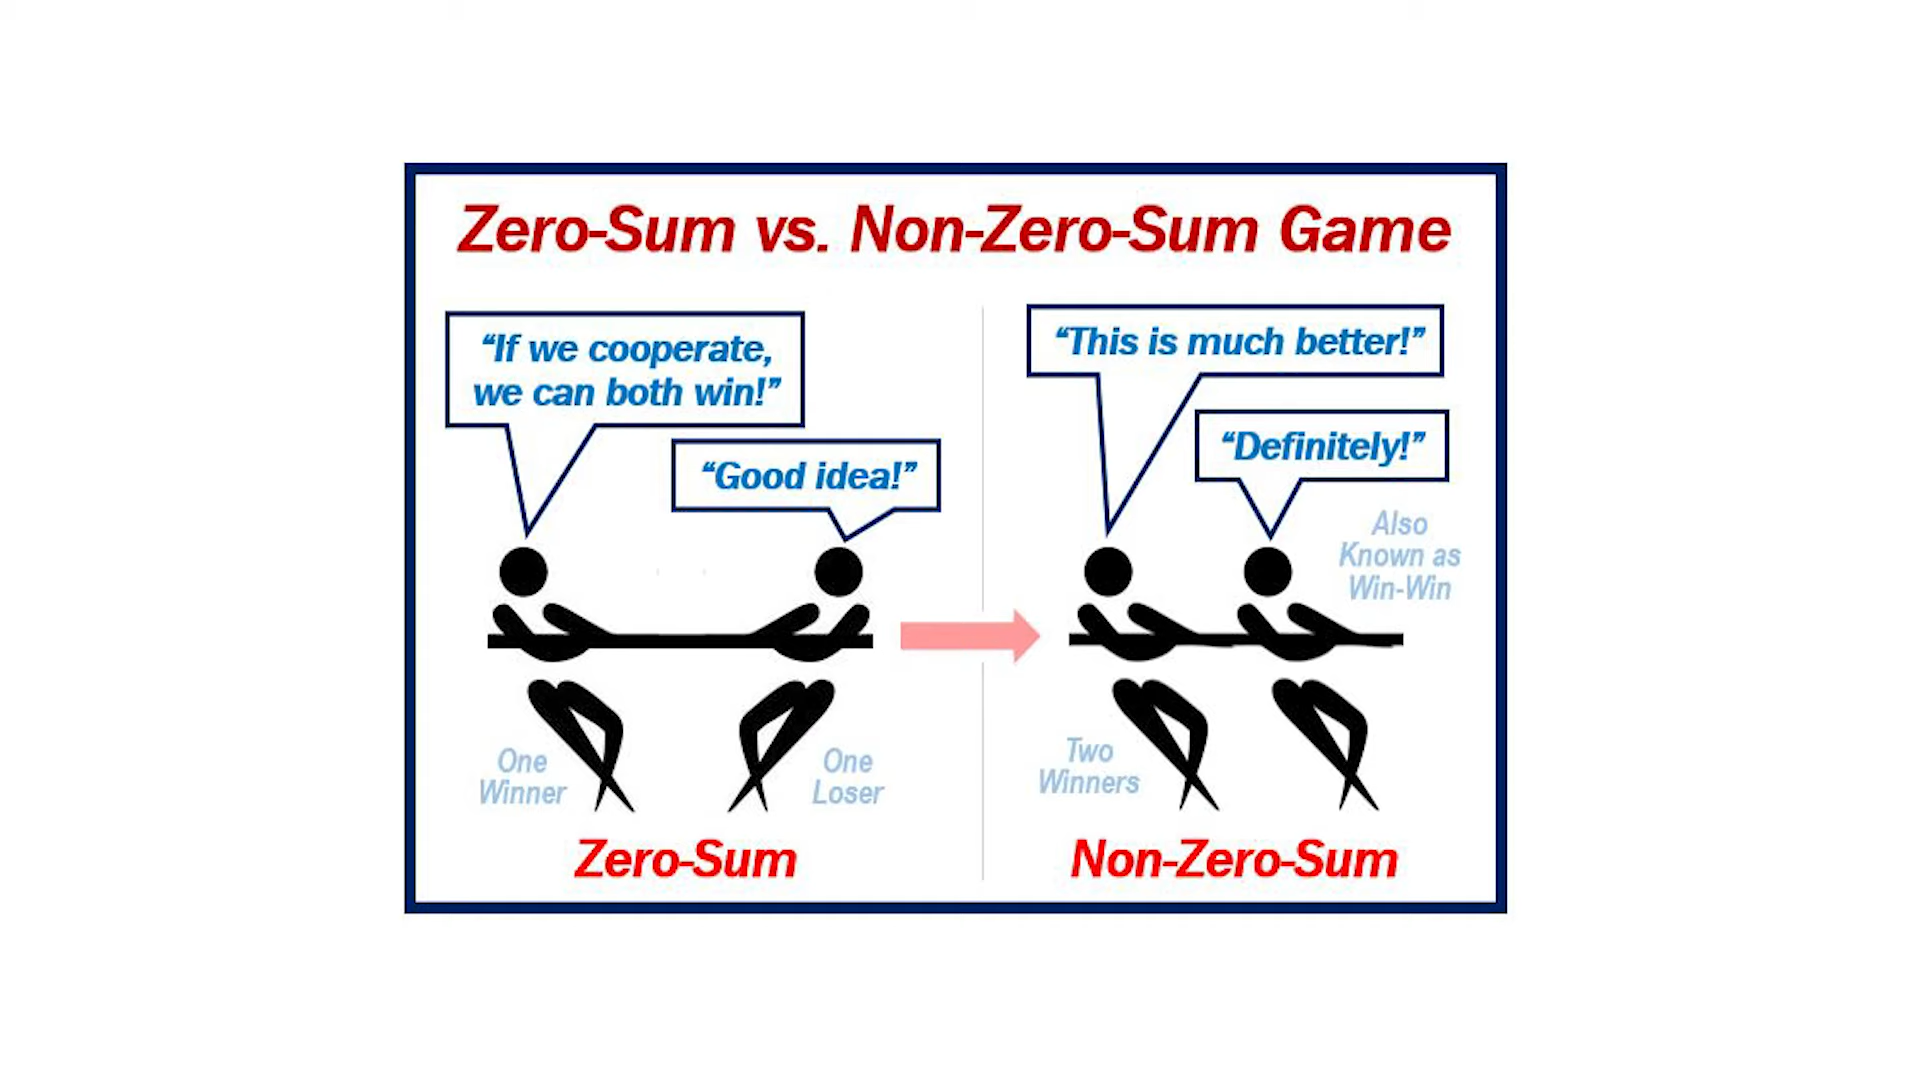 Zero-Sum vs. Non-Zero-Sum Game
“If we cooperate,
we can both win!”
“Good idea!”
One
Winner
One
Loser
Zero-Sum
“This is much better!”
“Definitely!”
Also
Known as
Win-Win
Two
Winners
Non-Zero-Sum